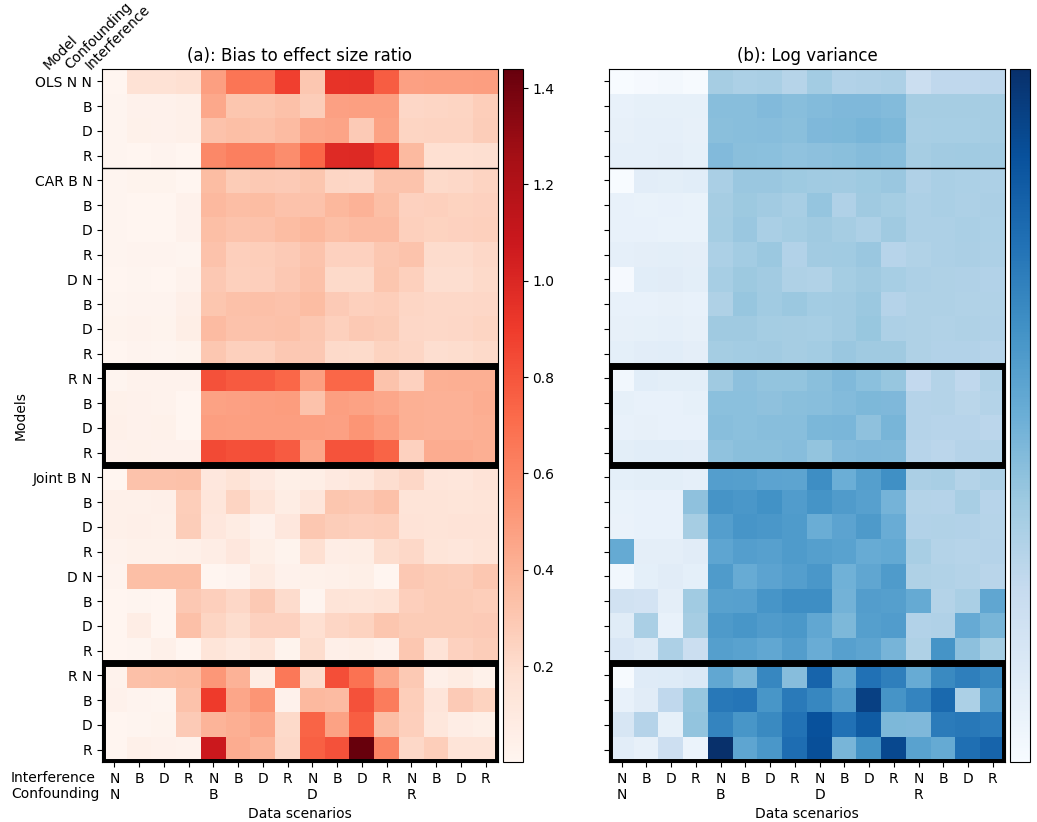 Model
Confounding
Interference
(a): Bias to effect size ratio
(b): Log variance
OLS N N
B
D
R
CAR B N
B
D
R
D N
B
D
R
R N
B
D
R
Joint B N
B
D
R
D N
B
D
R
R N
B
D
R
Models
1.4
1.2
1.0
0.8
0.6
0.4
0.2
Interference N B D R N B D R N B D R N B D R
Confounding N B D R
Data scenarios
N B D R N B D R N B D R N B D R
N B D R
Data scenarios